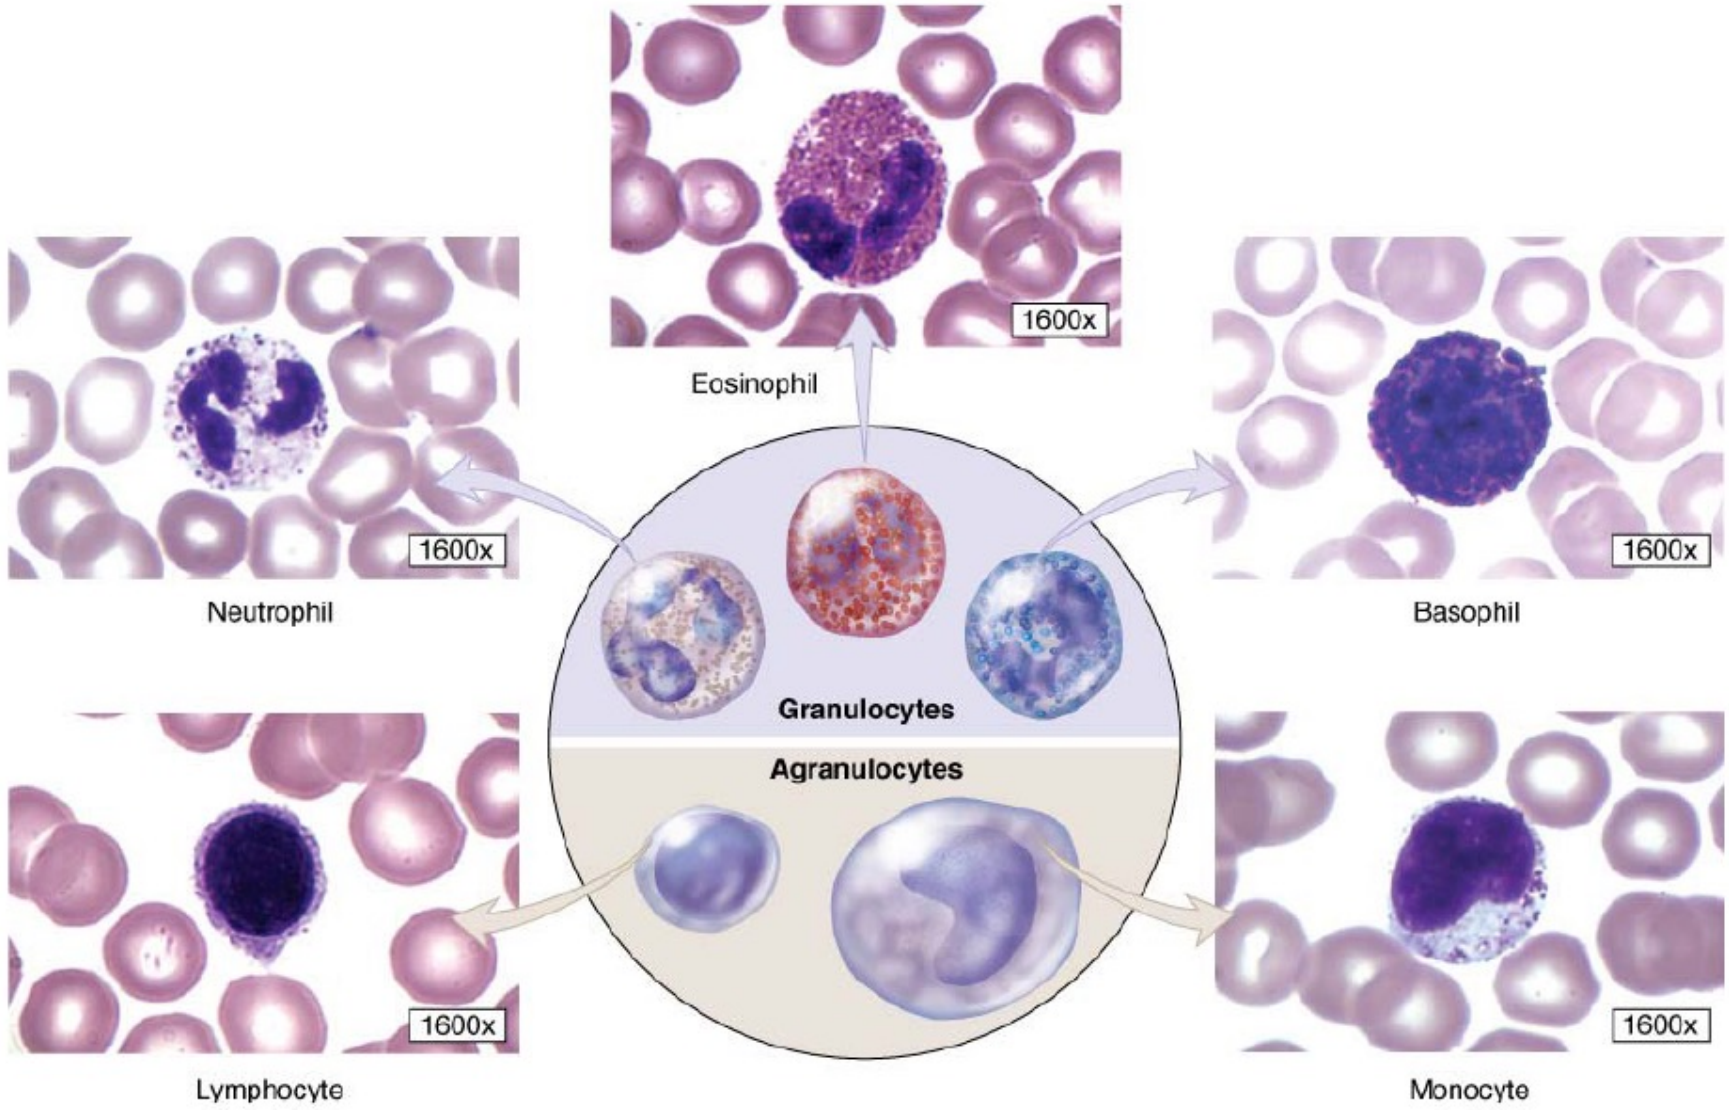 1600x
Eosinophil
1600x
Neutrophil
1600x
Basophil
Granulocytes
Agranulocytes
1600x
Lymphocyte
1600x
Monocyte